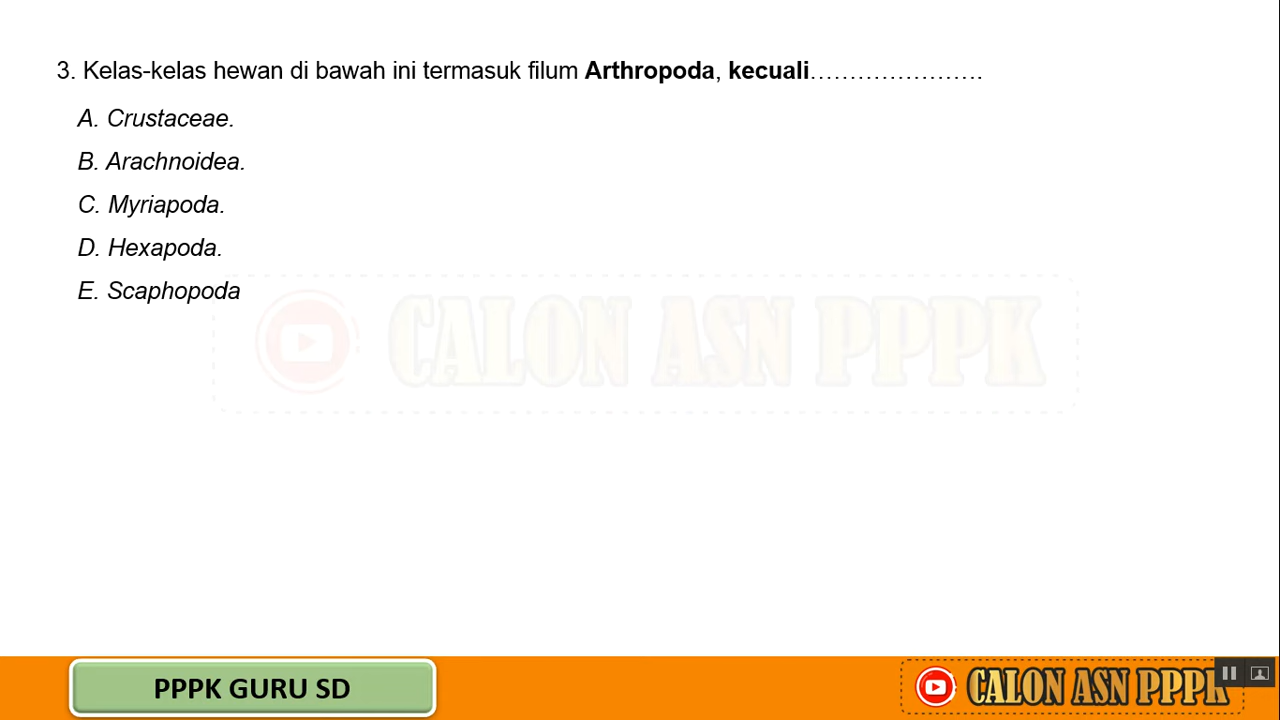 3. Kelas-kelas hewan di bawah ini termasuk filum Arthropoda, kecuali………………….
A. Crustaceae.
B. Arachnoidea.
C. Myriapoda.
D. Hexapoda.
E. Scaphopoda
CALON ASN PPPK
PPPK GURU SD
CALON ASN PPPK